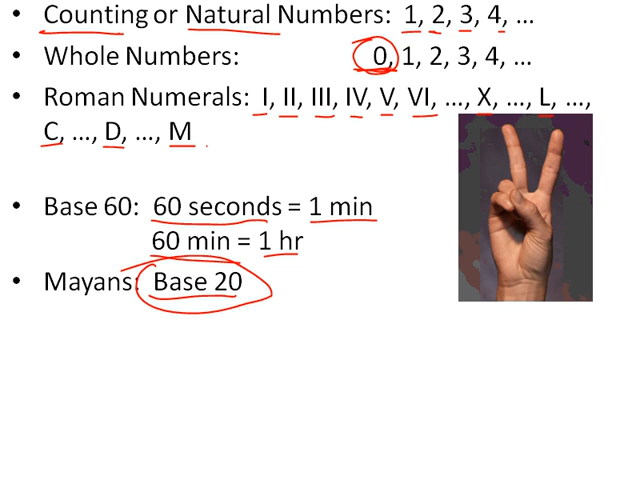 • Counting or Natural Numbers: 1, 2, 3, 4, ...
• Whole Numbers: 0, 1, 2, 3, 4, ...
• Roman Numerals: I, II, III, IV, V, VI, ..., X, ..., L, ...,
C, ..., D, ..., M
• Base 60: 60 seconds = 1 min
60 min = 1 hr
• Mayans: Base 20